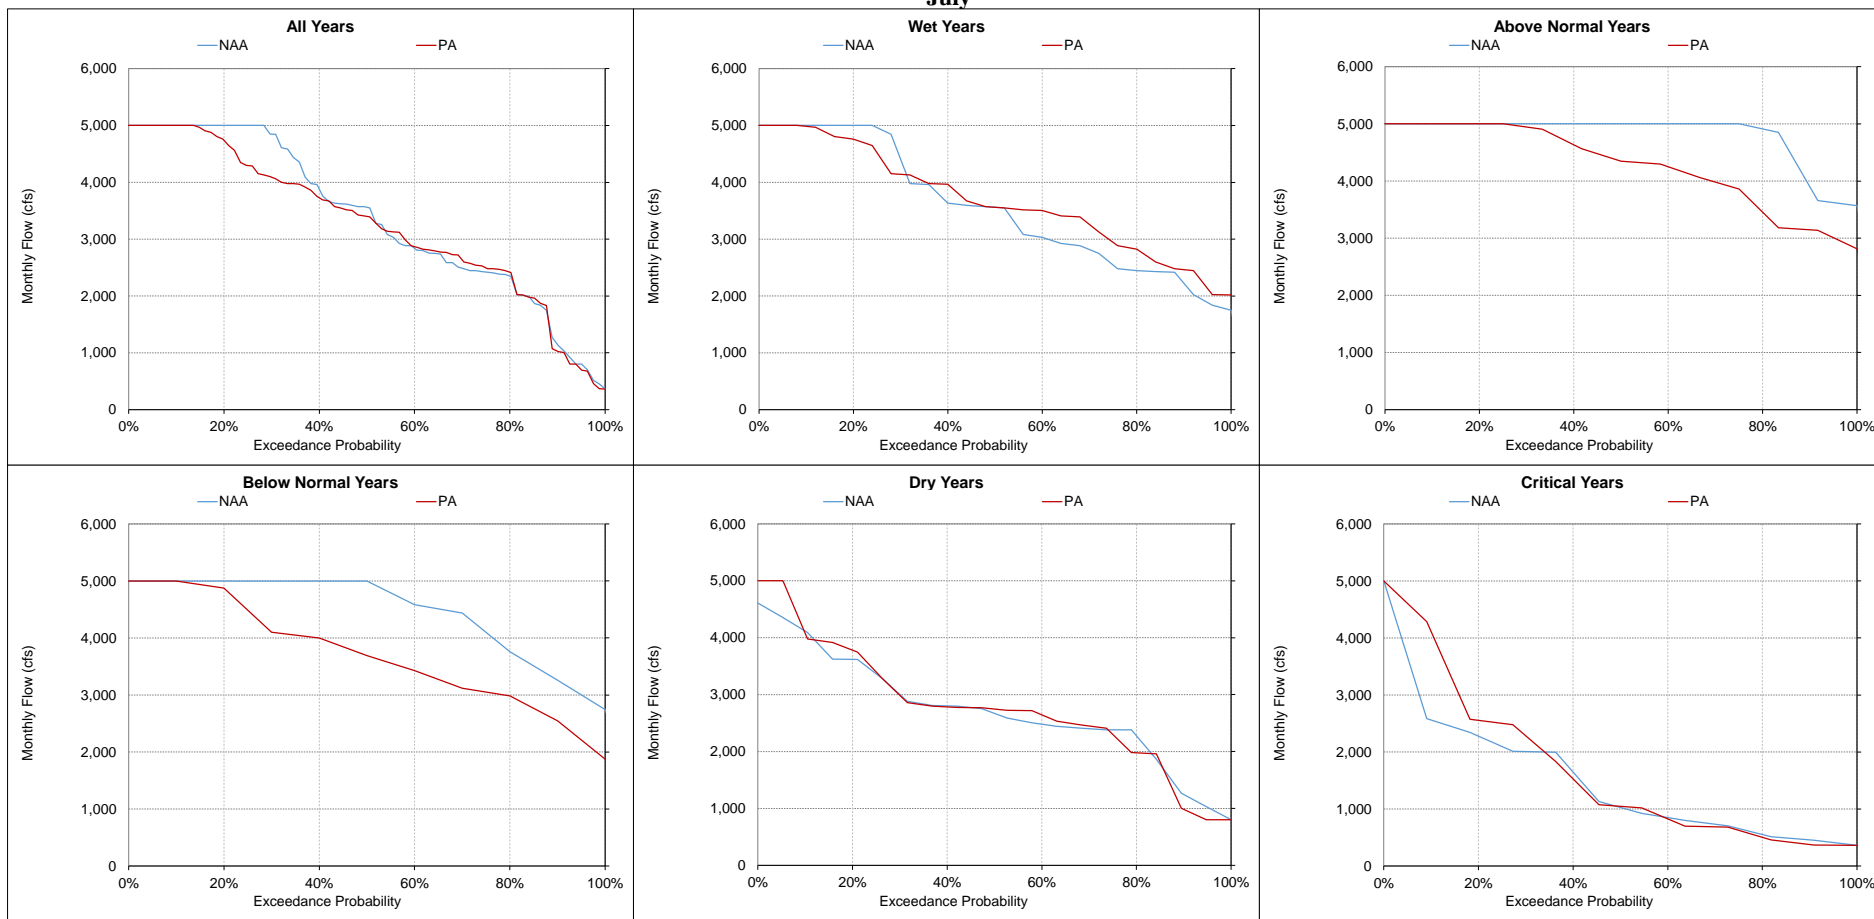 July
All Years
NAA PA
6,000
5,000
4,000
3,000
2,000
1,000
0
Monthly Flow (cfs)
0% 20% 40% 60% 80% 100%
Exceedance Probability
Wet Years
NAA PA
6,000
5,000
4,000
3,000
2,000
1,000
0
Monthly Flow (cfs)
0% 20% 40% 60% 80% 100%
Exceedance Probability
Above Normal Years
NAA PA
6,000
5,000
4,000
3,000
2,000
1,000
0
Monthly Flow (cfs)
0% 20% 40% 60% 80% 100%
Exceedance Probability
Below Normal Years
NAA PA
6,000
5,000
4,000
3,000
2,000
1,000
0
Monthly Flow (cfs)
0% 20% 40% 60% 80% 100%
Exceedance Probability
Dry Years
NAA PA
6,000
5,000
4,000
3,000
2,000
1,000
0
Monthly Flow (cfs)
0% 20% 40% 60% 80% 100%
Exceedance Probability
Critical Years
NAA PA
6,000
5,000
4,000
3,000
2,000
1,000
0
Monthly Flow (cfs)
0% 20% 40% 60% 80% 100%
Exceedance Probability